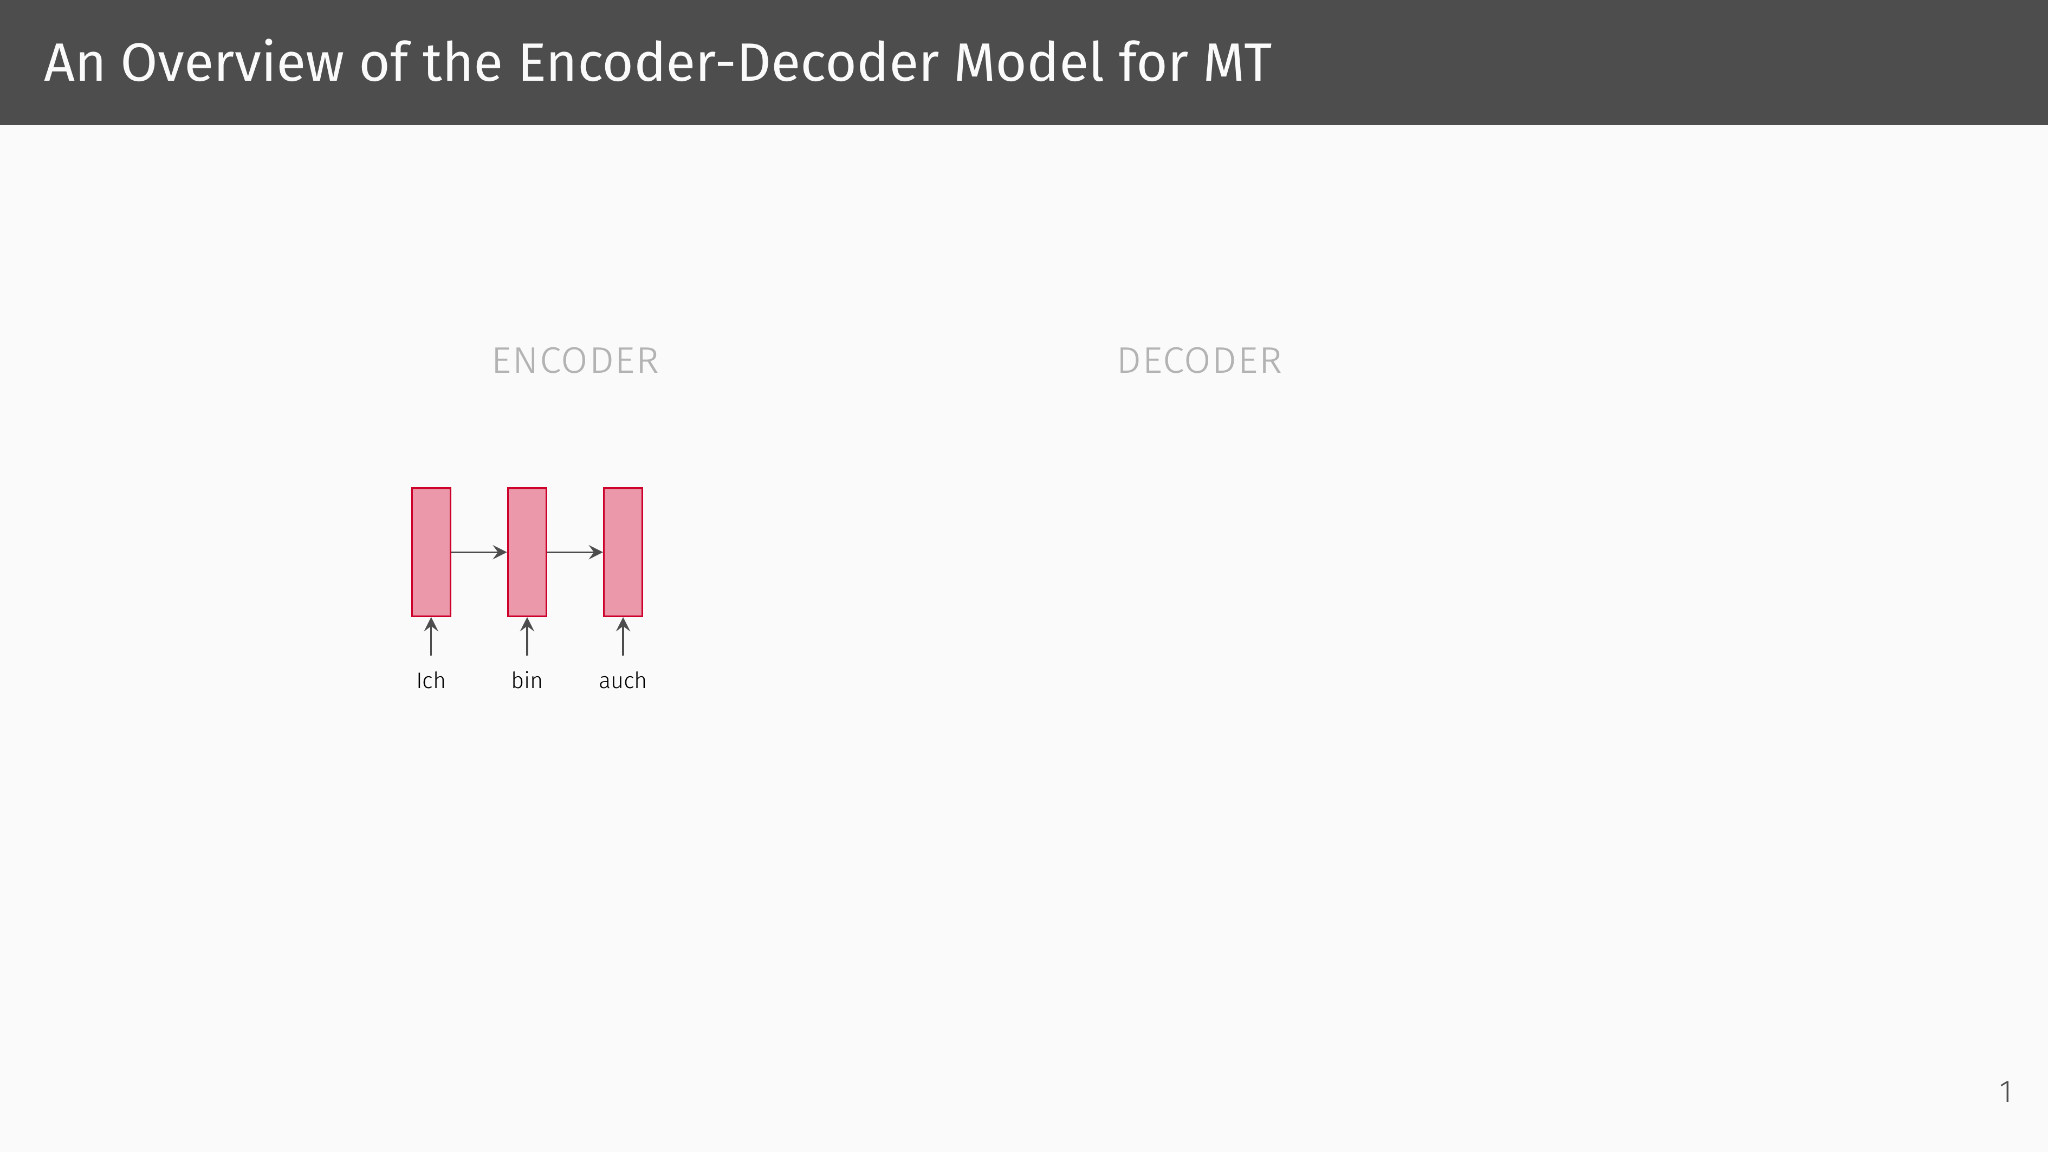 An Overview of the Encoder-Decoder Model for MT
ENCODER DECODER
Ich bin auch
1